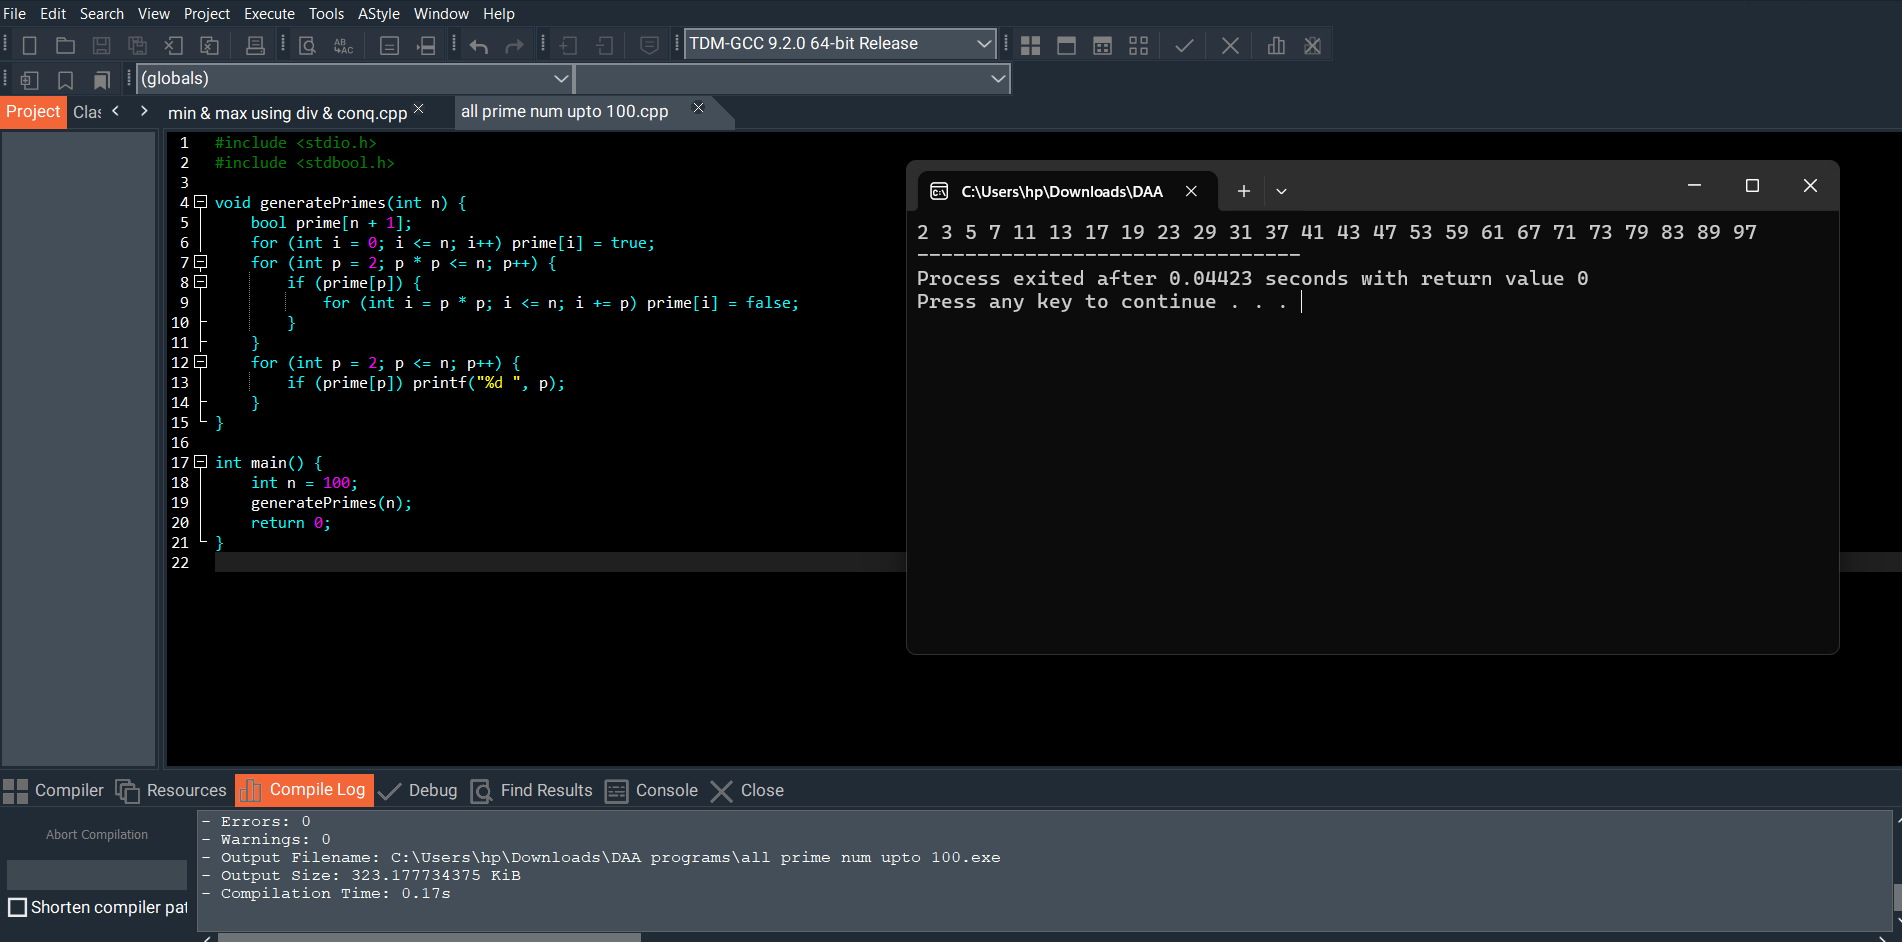 File Edit Search View Project Execute Tools AStyle Window Help
TDM-GCC 9.2.0 64-bit Release
(globals)
Project Clas min & max using div & conq.cpp all prime num upto 100.cpp
1 #include <stdio.h>
2 #include <stdbool.h>
3
4 void generatePrimes(int n) {
5 bool prime[n + 1];
6 for (int i = 0; i <= n; i++) prime[i] = true;
7 for (int p = 2; p * p <= n; p++) {
8 if (prime[p]) {
9 for (int i = p * p; i <= n; i += p) prime[i] = false;
10 }
11 }
12 for (int p = 2; p <= n; p++) {
13 if (prime[p]) printf("%d ", p);
14 }
15 }
16
17 int main() {
18 int n = 100;
19 generatePrimes(n);
20 return 0;
21 }
22
C:\Users\hp\Downloads\DAA
2 3 5 7 11 13 17 19 23 29 31 37 41 43 47 53 59 61 67 71 73 79 83 89 97
--------------------------------
Process exited after 0.04423 seconds with return value 0
Press any key to continue . . .
Compiler Resources Compile Log Debug Find Results Console Close
Abort Compilation
Shorten compiler pat
- Errors: 0
- Warnings: 0
- Output Filename: C:\Users\hp\Downloads\DAA programs\all prime num upto 100.exe
- Output Size: 323.177734375 KiB
- Compilation Time: 0.17s